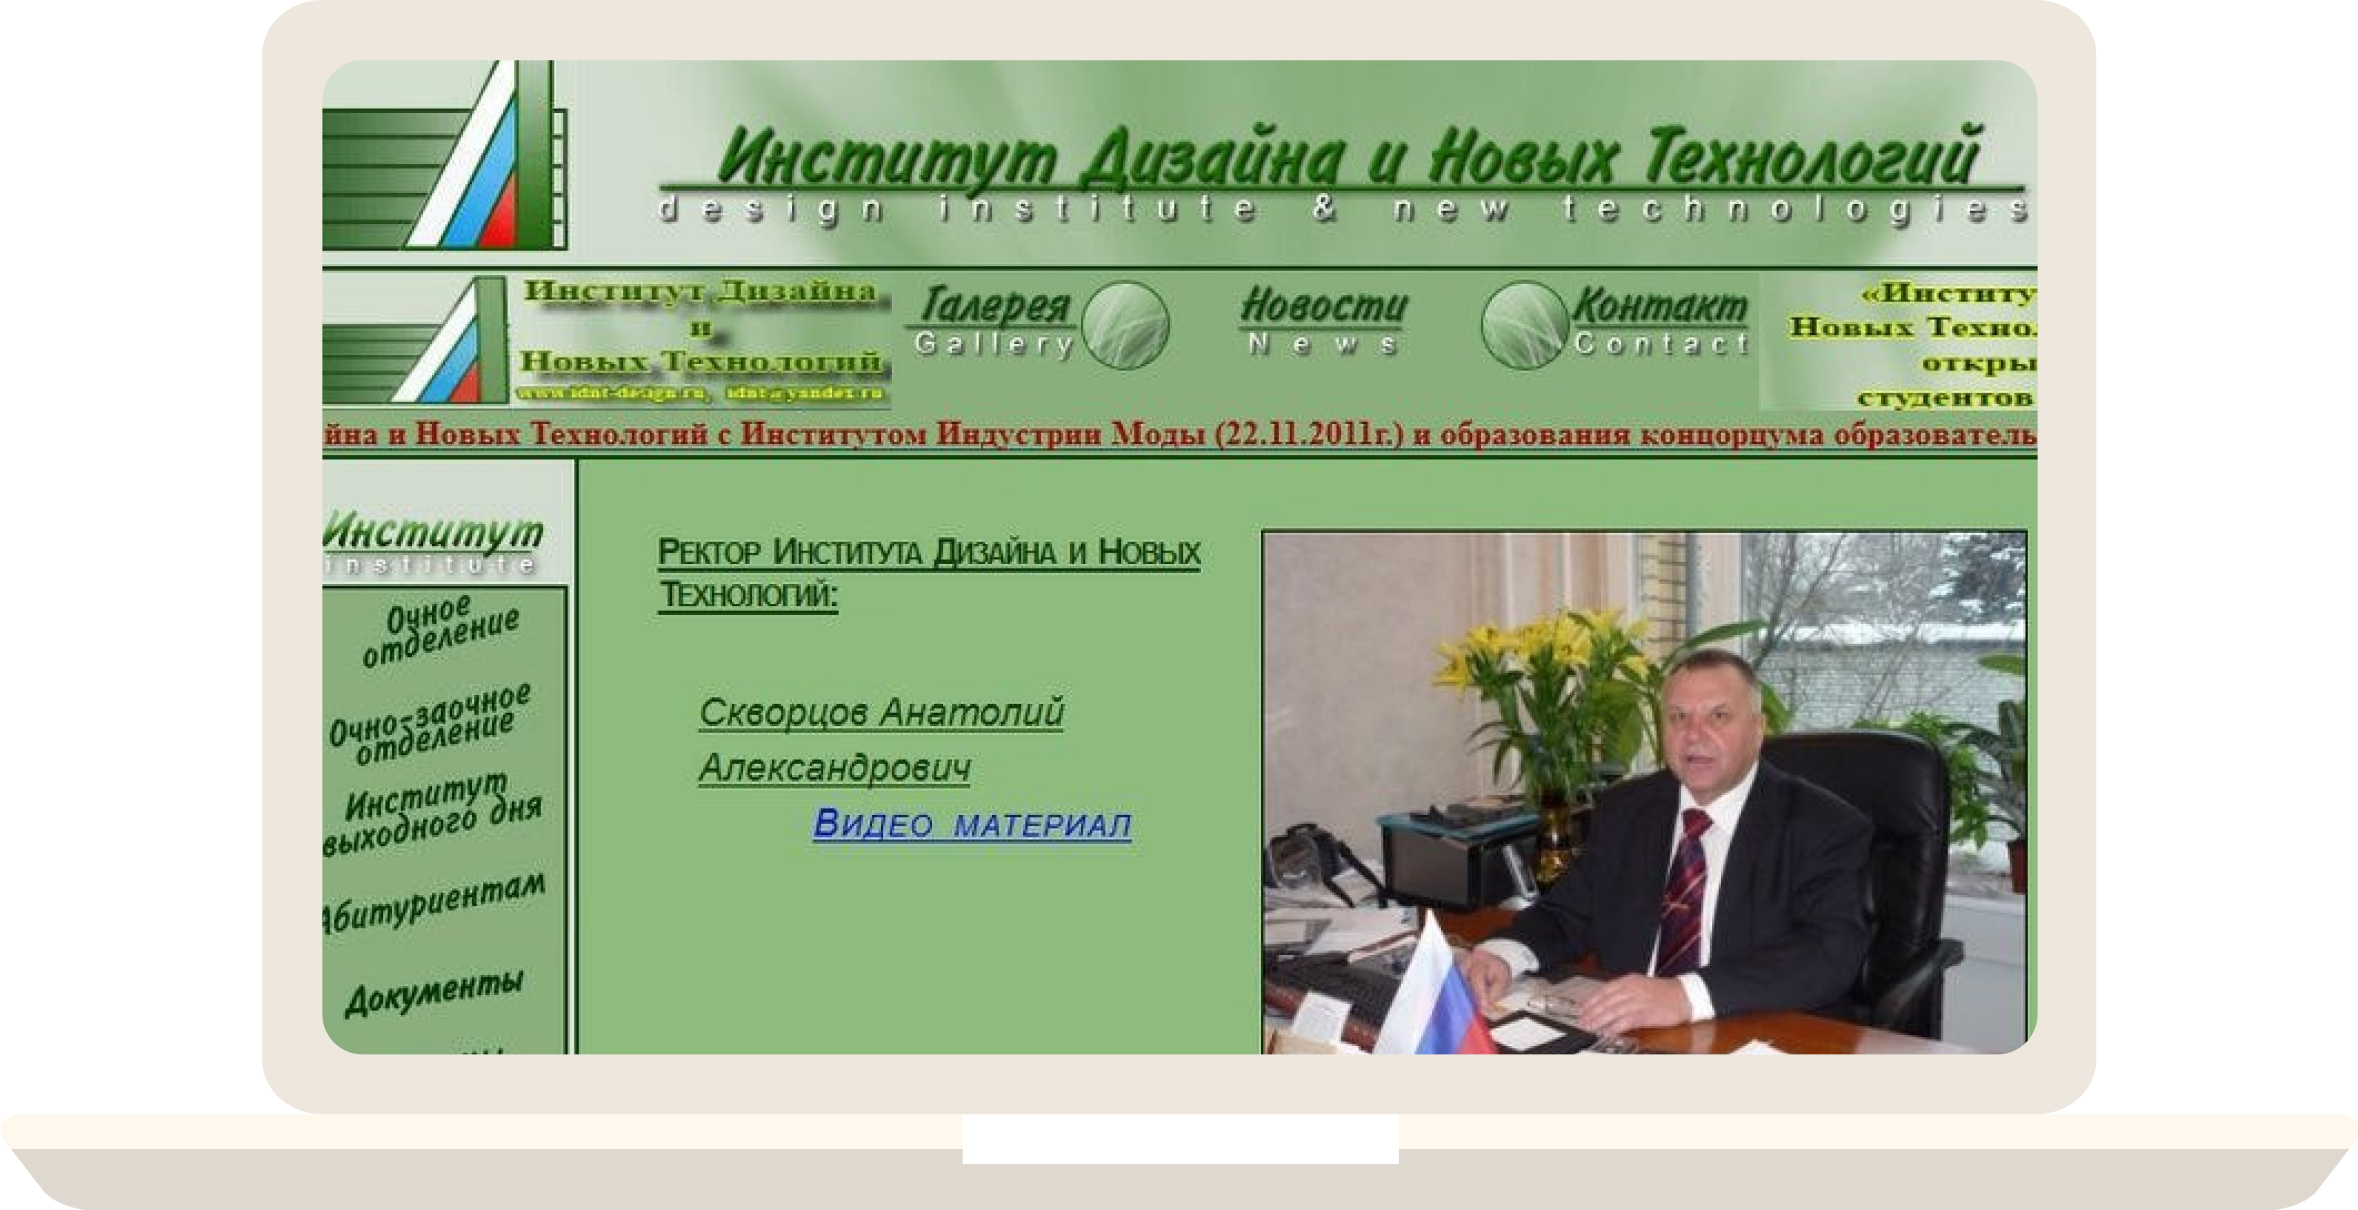 Институт Дизайна и Новых Технологий
design institute & new technologies
Институт Дизайна
и
Новых Технологий
www.idnt-design.ru, idnt@yandex.ru
Галерея
Gallery
Новости
News
Контакт
Contact
«Институ
Новых Техно
откры
студентов
йна и Новых Технологий с Институтом Индустрии Моды (22.11.2011г.) и образования концорцума образователь
Институт
institute
Очное
отделение
Очно-заочное
отделение
Институт
выходного дня
Абитуриентам
Документы
Ректор Института Дизайна и Новых
Технологий:
Скворцов Анатолий
Александрович
Видео материал